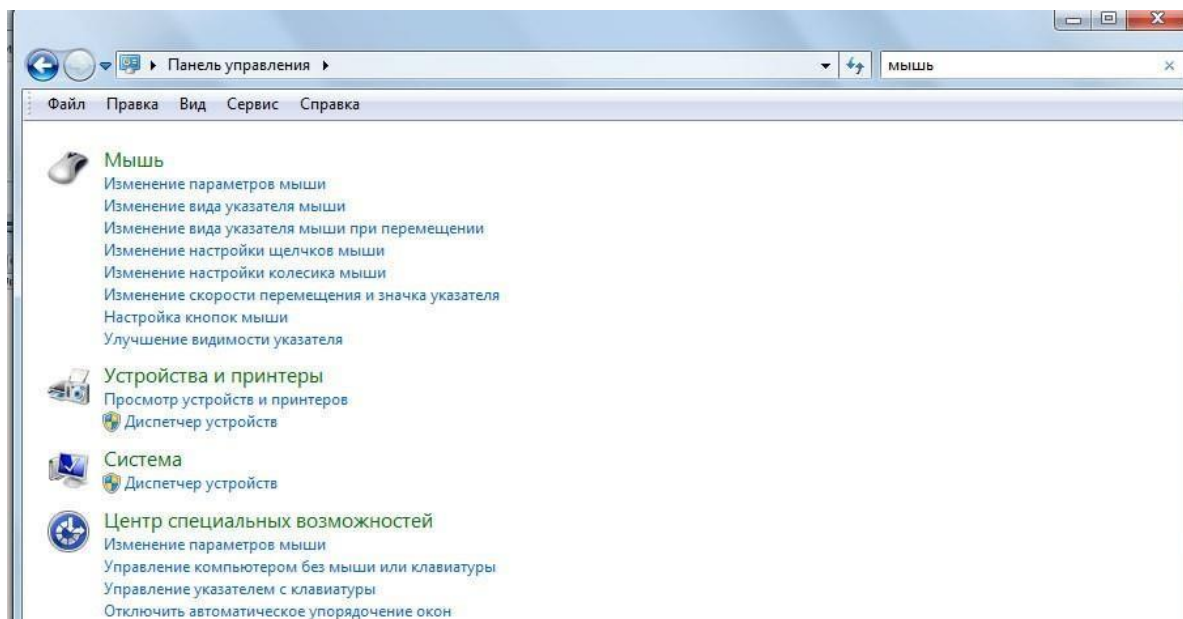 Панель управления
мышь
Файл Правка Вид Сервис Справка
Мышь
Изменение параметров мыши
Изменение вида указателя мыши
Изменение вида указателя мыши при перемещении
Изменение настройки щелчков мыши
Изменение настройки колесика мыши
Изменение скорости перемещения и значка указателя
Настройка кнопок мыши
Улучшение видимости указателя
Устройства и принтеры
Просмотр устройств и принтеров
Диспетчер устройств
Система
Диспетчер устройств
Центр специальных возможностей
Изменение параметров мыши
Управление компьютером без мыши или клавиатуры
Управление указателем с клавиатуры
Отключить автоматическое упорядочение окон